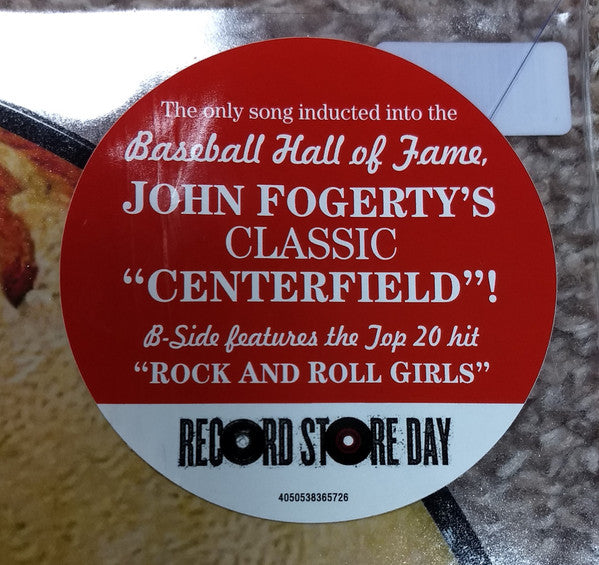 The only song inducted into the
Baseball Hall of Fame,
JOHN FOGERTY'S
CLASSIC
“CENTERFIELD”!
B-Side features the Top 20 hit
“ROCK AND ROLL GIRLS”
RECORD STORE DAY
4050538365726